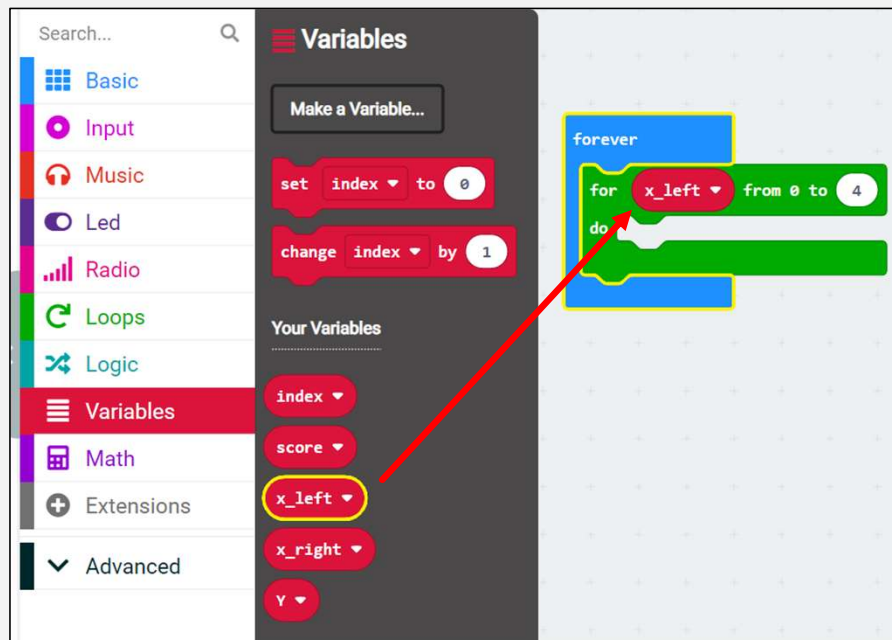 Search...
Basic
Input
Music
Led
Radio
Loops
Logic
Variables
Math
Extensions
Advanced
Variables
Make a Variable...
set index to 0
change index by 1
Your Variables
index
score
x_left
x_right
Y
forever
for x_left from 0 to 4
do